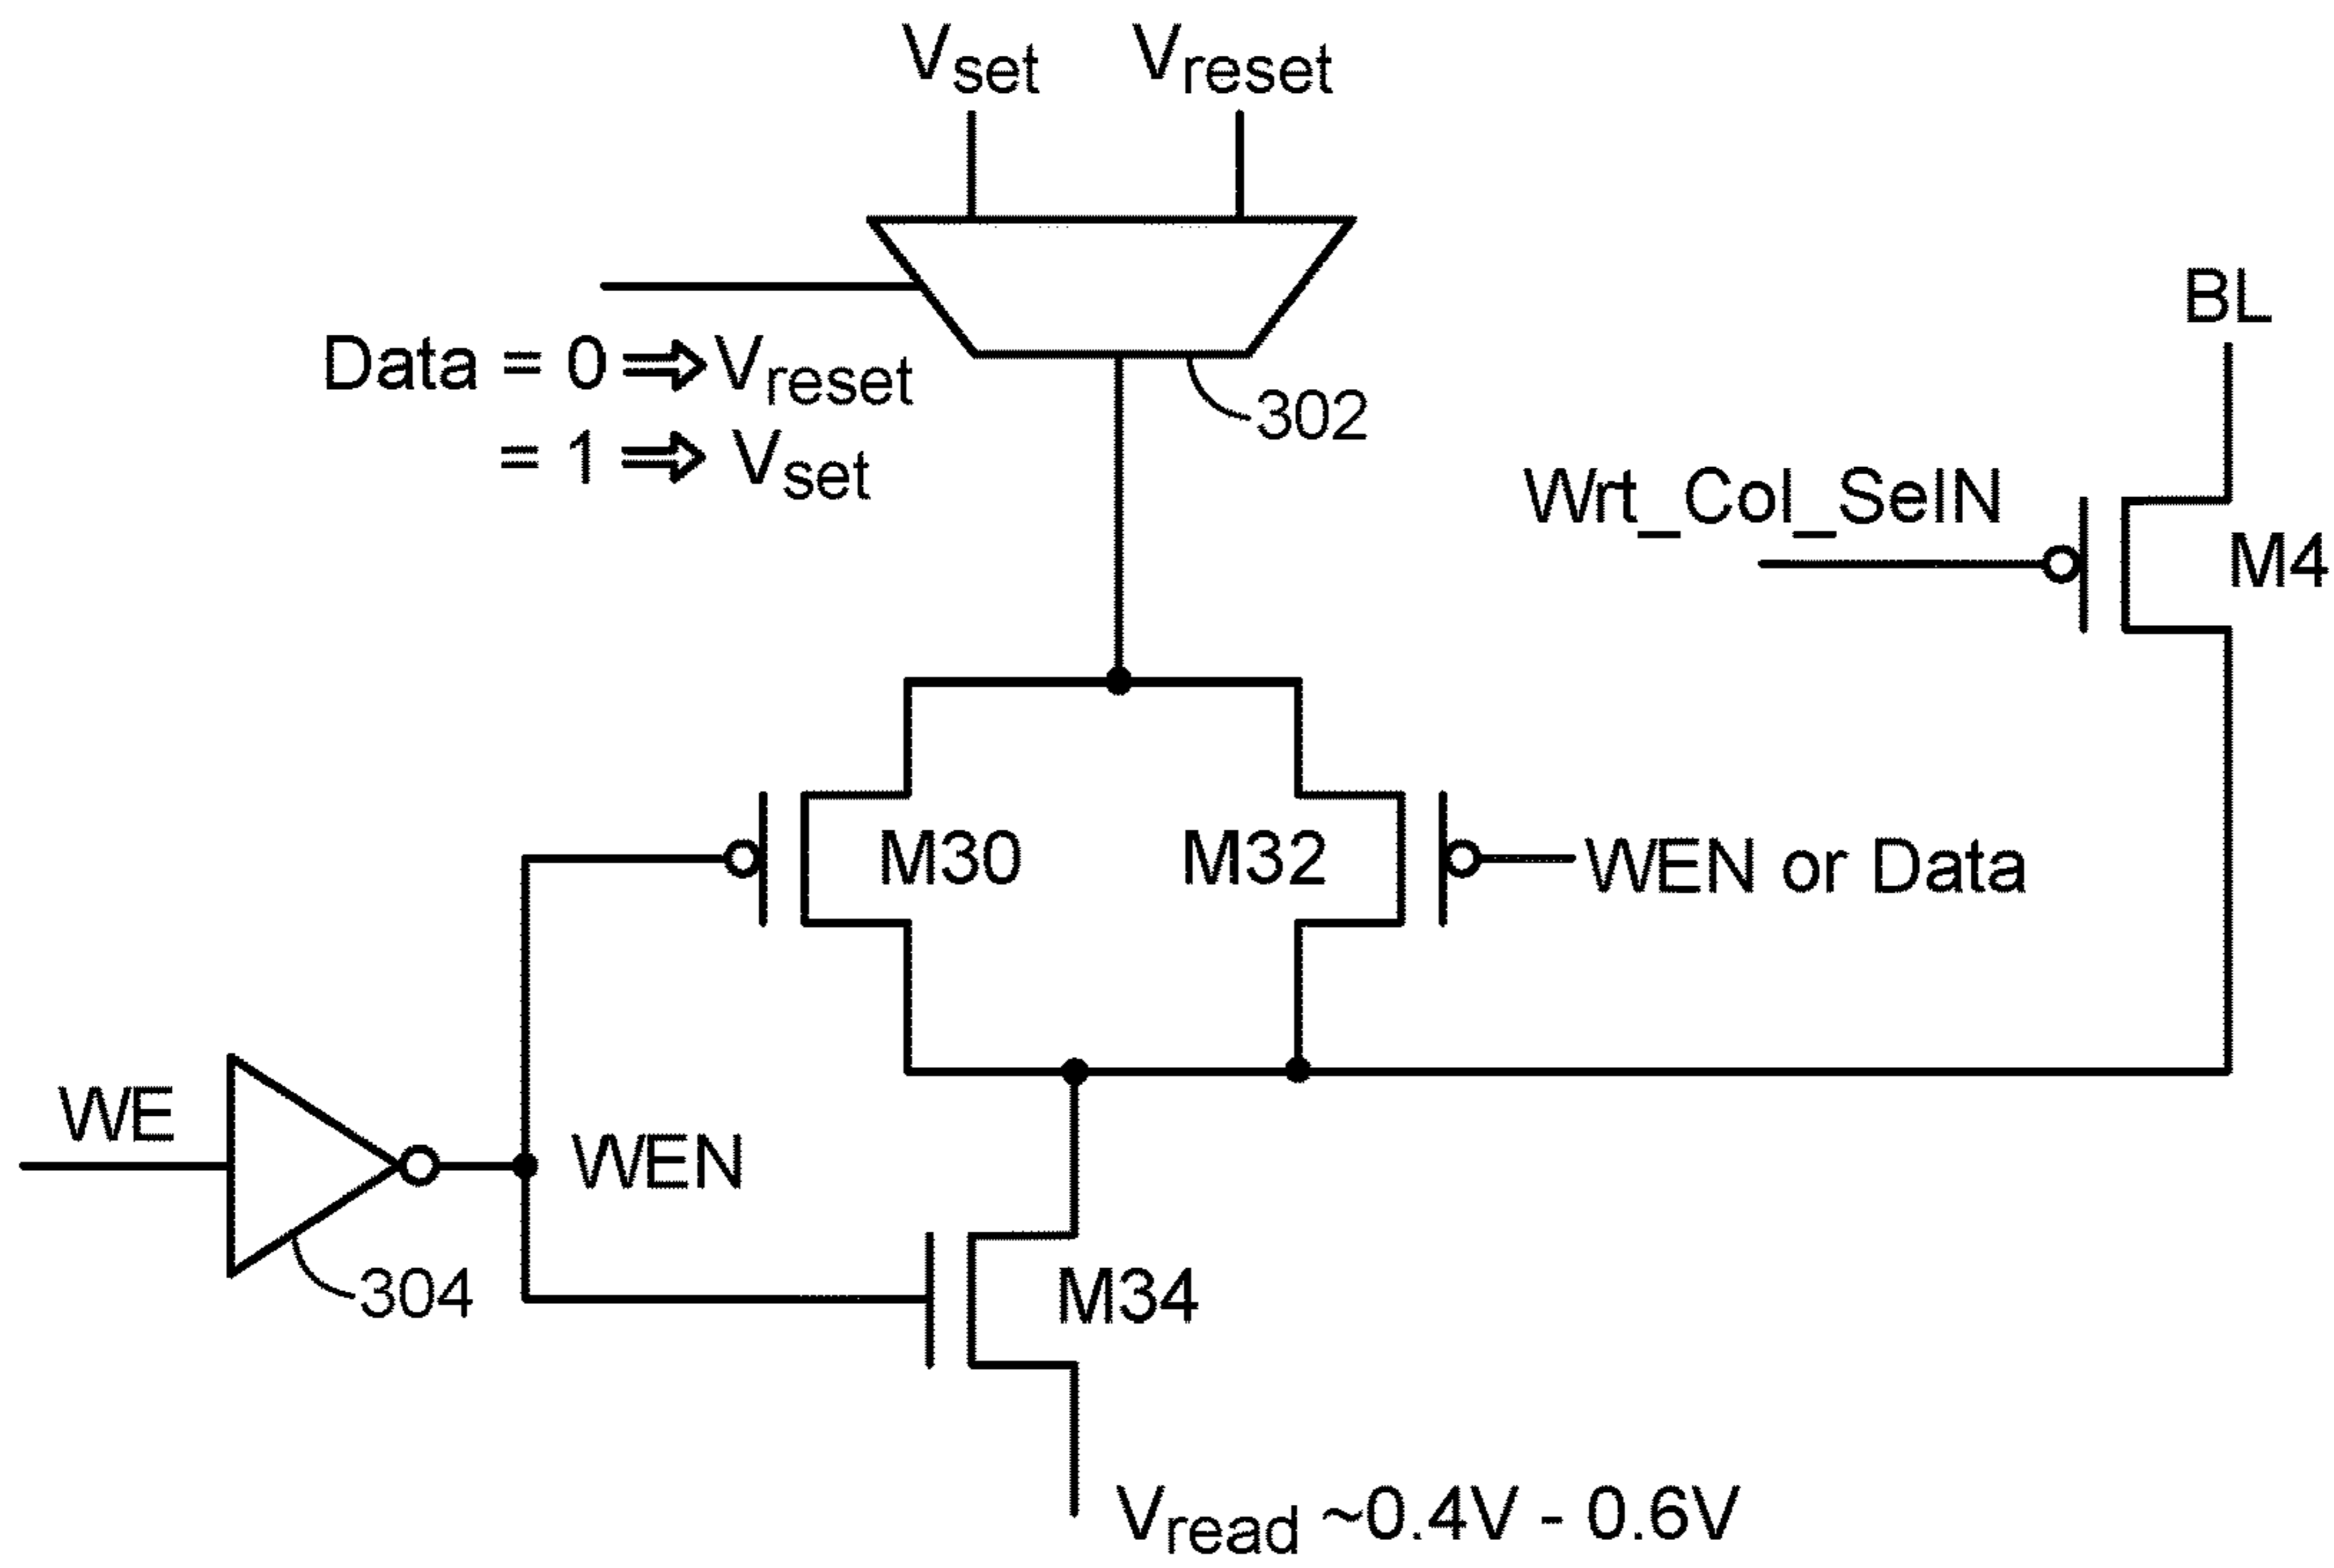 Vset Vreset
BL
Data = 0 ⇒ Vreset
302
= 1 ⇒ Vset
Wrt_Col_SelN
M4
M30 M32 WEN or Data
WE
WEN
304
M34
Vread ~0.4V - 0.6V